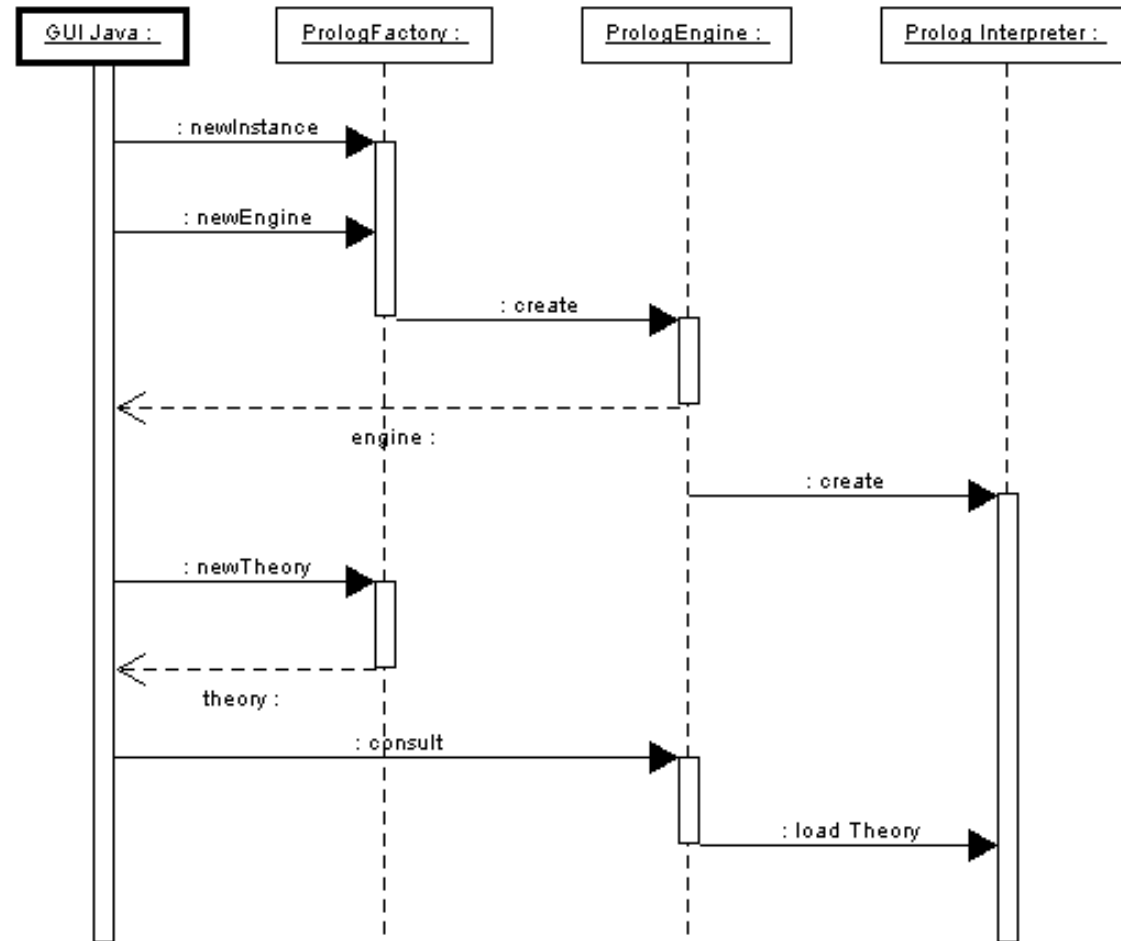 GUI Java :
PrologFactory :
PrologEngine :
Prolog Interpreter :
: newInstance
: newEngine
: create
engine :
: create
: newTheory
theory :
: consult
: load Theory